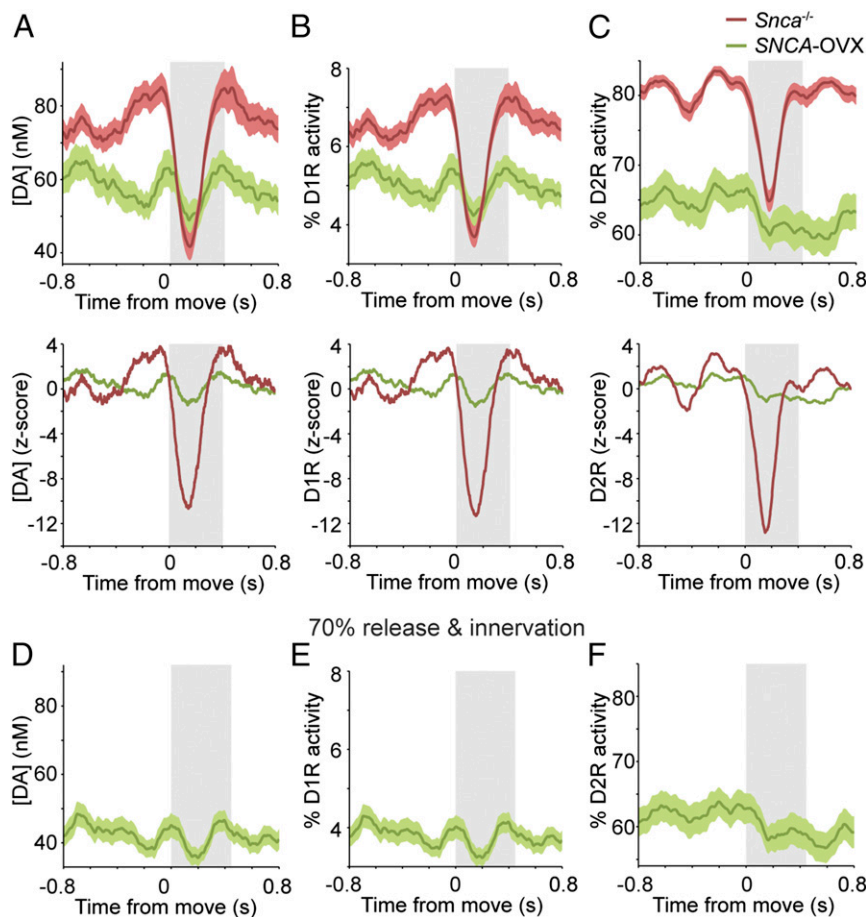 A
B
C
Snca-/-
SNCA-OVX
[DA] (nM)
80
60
40
-0.8
0
0.8
Time from move (s)
% D1R activity
8
6
4
-0.8
0
0.8
Time from move (s)
% D2R activity
80
70
60
-0.8
0
0.8
Time from move (s)
[DA] (z-score)
4
0
-4
-8
-12
-0.8
0
0.8
Time from move (s)
D1R (z-score)
4
0
-4
-8
-12
-0.8
0
0.8
Time from move (s)
D2R (z-score)
4
0
-4
-8
-12
-0.8
0
0.8
Time from move (s)
70% release & innervation
D
E
F
[DA] (nM)
80
60
40
-0.8
0
0.8
Time from move (s)
% D1R activity
8
6
4
-0.8
0
0.8
Time from move (s)
% D2R activity
80
70
60
-0.8
0
0.8
Time from move (s)